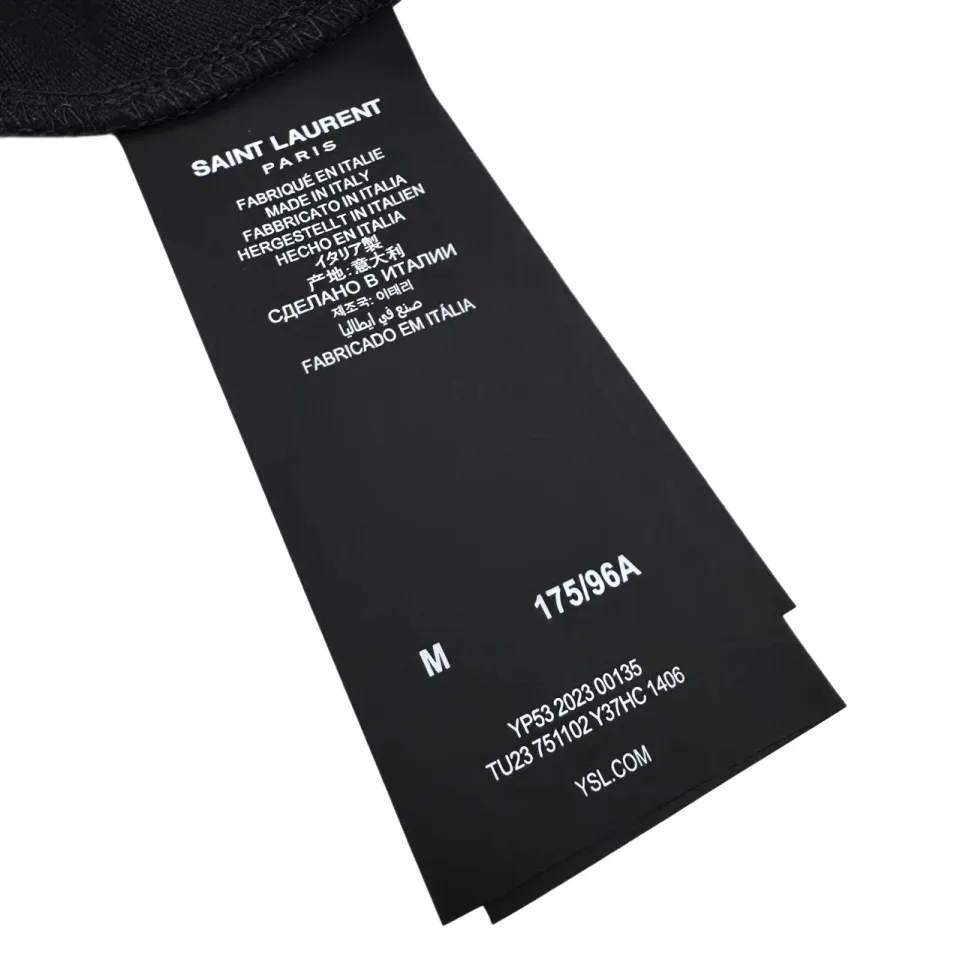 SAINT LAURENT
PARIS
FABRIQUÉ EN ITALIE
MADE IN ITALY
FABBRICATO IN ITALIA
HERGESTELLT IN ITALIEN
HECHO EN ITALIA
イタリア製
产地:意大利
СДЕЛАНО В ИТАЛИИ
제조국: 이태리
صنع في ايطاليا
FABRICADO EM ITÁLIA
175/96A
M
YP53 2023 00135
TU23 751102 Y37HC 1406
YSL.COM